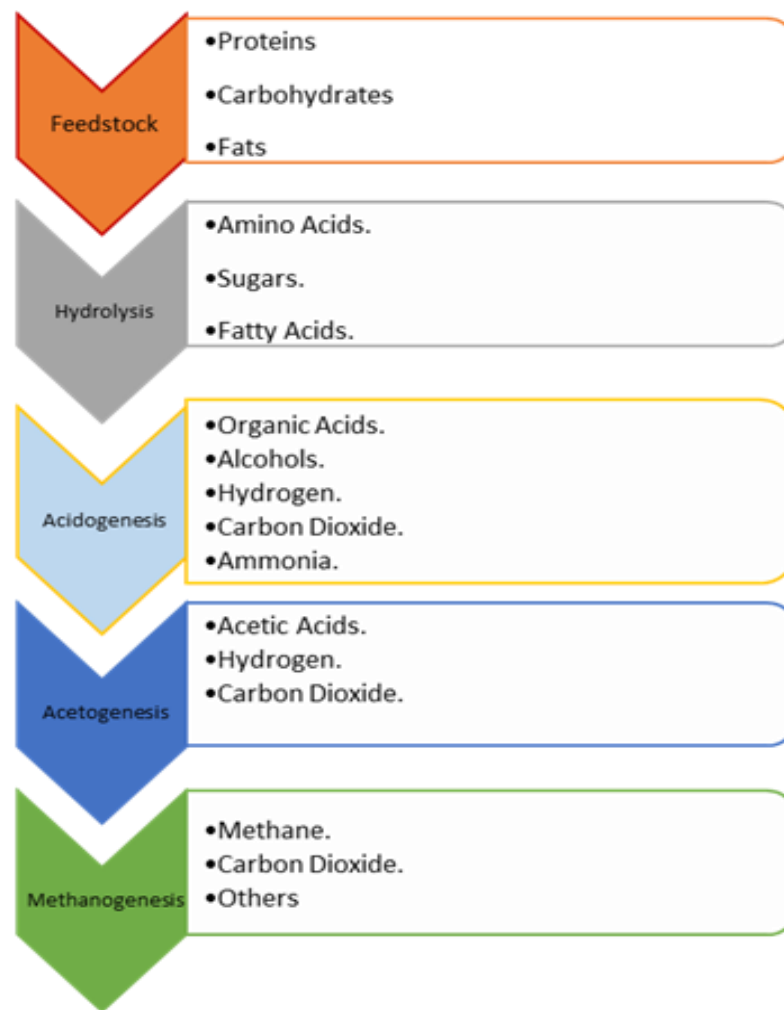 Feedstock
•Proteins
•Carbohydrates
•Fats
Hydrolysis
•Amino Acids.
•Sugars.
•Fatty Acids.
Acidogenesis
•Organic Acids.
•Alcohols.
•Hydrogen.
•Carbon Dioxide.
•Ammonia.
Acetogenesis
•Acetic Acids.
•Hydrogen.
•Carbon Dioxide.
Methanogenesis
•Methane.
•Carbon Dioxide.
•Others